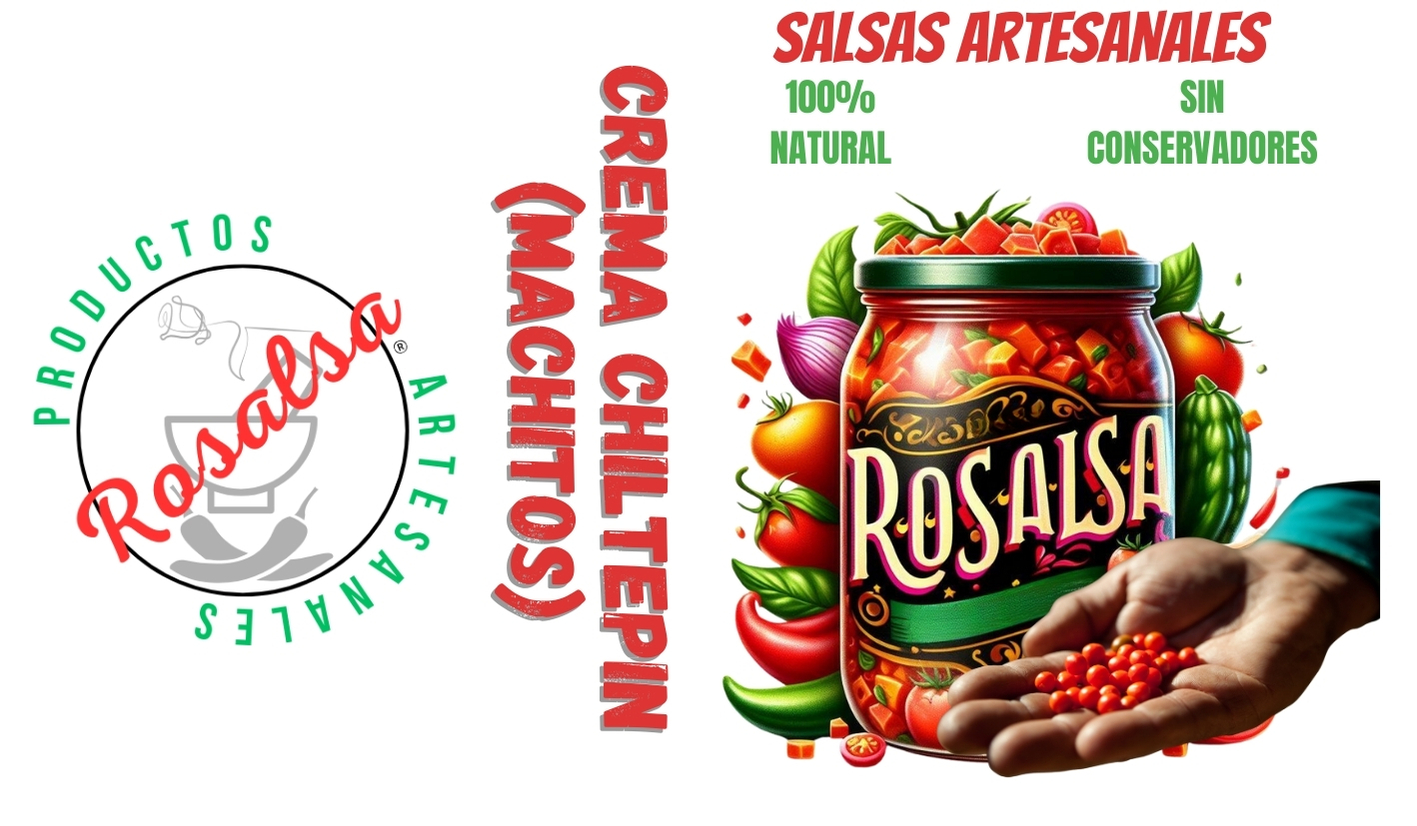 PRODUCTOS
Rosalsa
®
ARTESANALES
CREMA CHILTEPIN
(MACHITOS)
SALSAS ARTESANALES
100%
NATURAL
SIN
CONSERVADORES
ROSALSA